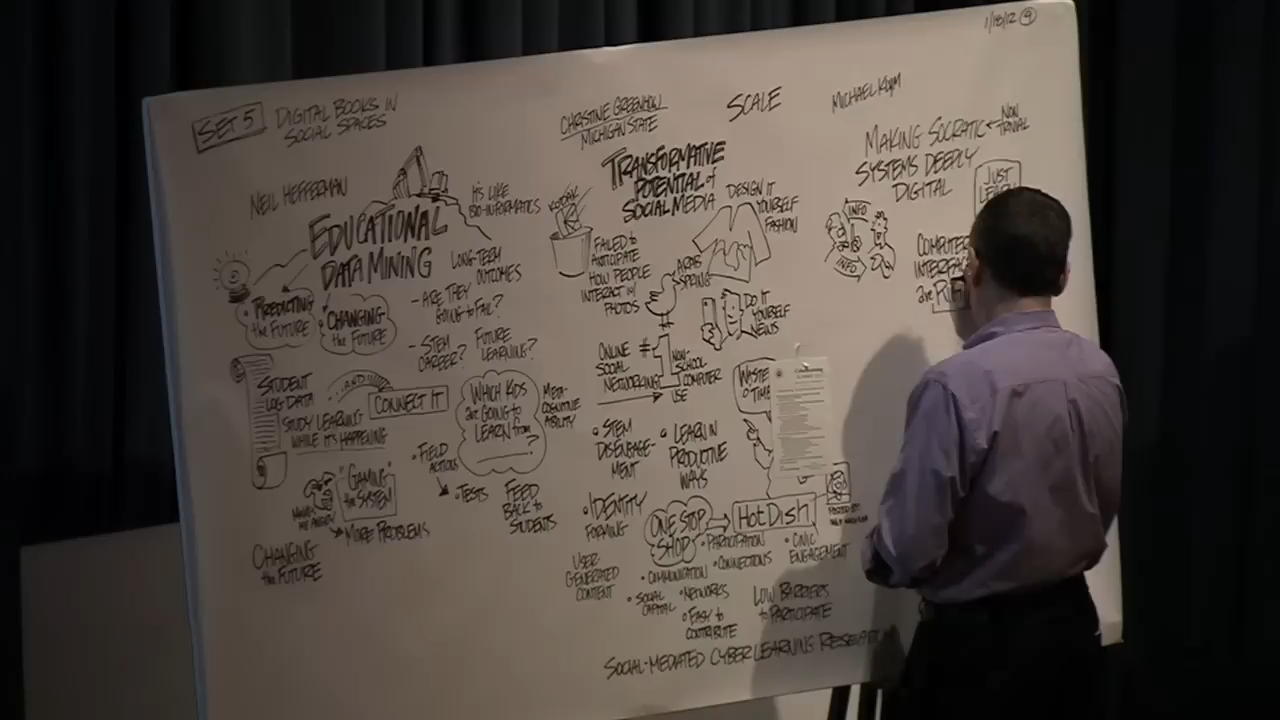 1/18/12 9
SET 5
DIGITAL BOOKS IN
SOCIAL SPACES
NEIL HEFFERMAN
IT'S LIKE
BIO-INFORMATICS
EDUCATIONAL
DATA MINING
LONG-TERM
OUTCOMES
PREDICTING
the FUTURE
CHANGING
the FUTURE
- ARE THEY
GOING to FAIL?
- STEM
CAREER?
FUTURE
LEARNING?
STUDENT
LOG DATA
AND
CONNECT IT
STUDY LEARNING
WHILE IT'S HAPPENING
WHICH KIDS
are GOING to
LEARN from
?
META-
COGNITIVE
ABILITY
• FIELD
ACTIONS
• TESTS
FEED
BACK to
STUDENTS
"GAMING"
the SYSTEM
MORE PROBLEMS
CHANGING
the FUTURE
CHRISTINE GREENHOW
MICHIGAN STATE
SCALE
TRANSFORMATIVE
POTENTIAL of
SOCIAL MEDIA
KODAK
FAILED to
ANTICIPATE
HOW PEOPLE
INTERACT w/
PHOTOS
DESIGN IT
YOURSELF
FASHION
ARAB
SPRING
DO IT
YOURSELF
NEWS
ONLINE
SOCIAL
NETWORKING
#1
NON-
SCHOOL
COMPUTER
USE
WASTE
O' TIME
• STEM
DISENGAGE-
MENT
• LEARN IN
PRODUCTIVE
WAYS
• IDENTITY
FORMING
ONE STOP
SHOP
HOT DISH
USER-
GENERATED
CONTENT
• PARTICIPATION
• CONNECTIONS
• CIVIC
ENGAGEMENT
• COMMUNICATION
• SOCIAL
CAPITAL
• NETWORKS
• EASY to
CONTRIBUTE
LOW BARRIERS
to PARTICIPATE
SOCIAL-MEDIATED CYBER LEARNING
MICHAEL
MAKING SOCRATIC
NON
TRIVIAL
SYSTEMS DEEPLY
DIGITAL
JUST
INFO
INFO
are